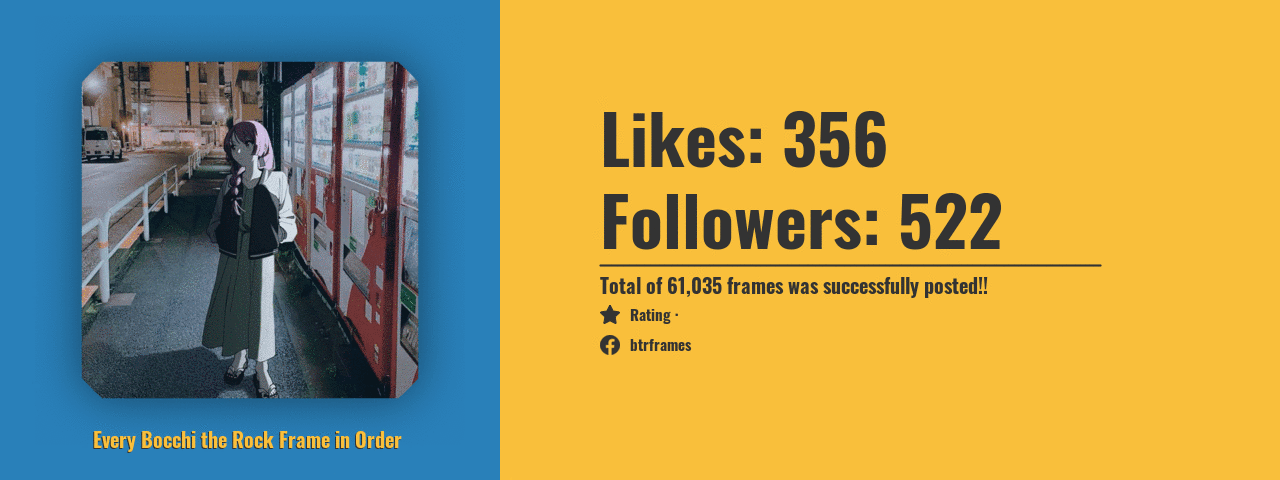 Every Bocchi the Rock Frame in Order
Likes: 356
Followers: 522
Total of 61,035 frames was successfully posted!!
Rating ·
btrframes